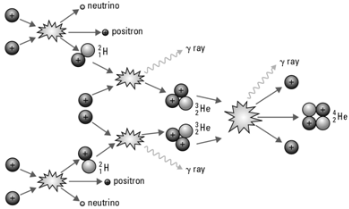 neutrino
positron
²₁H
γ ray
γ ray
³₂He
³₂He
⁴₂He
γ ray
²₁H
positron
neutrino